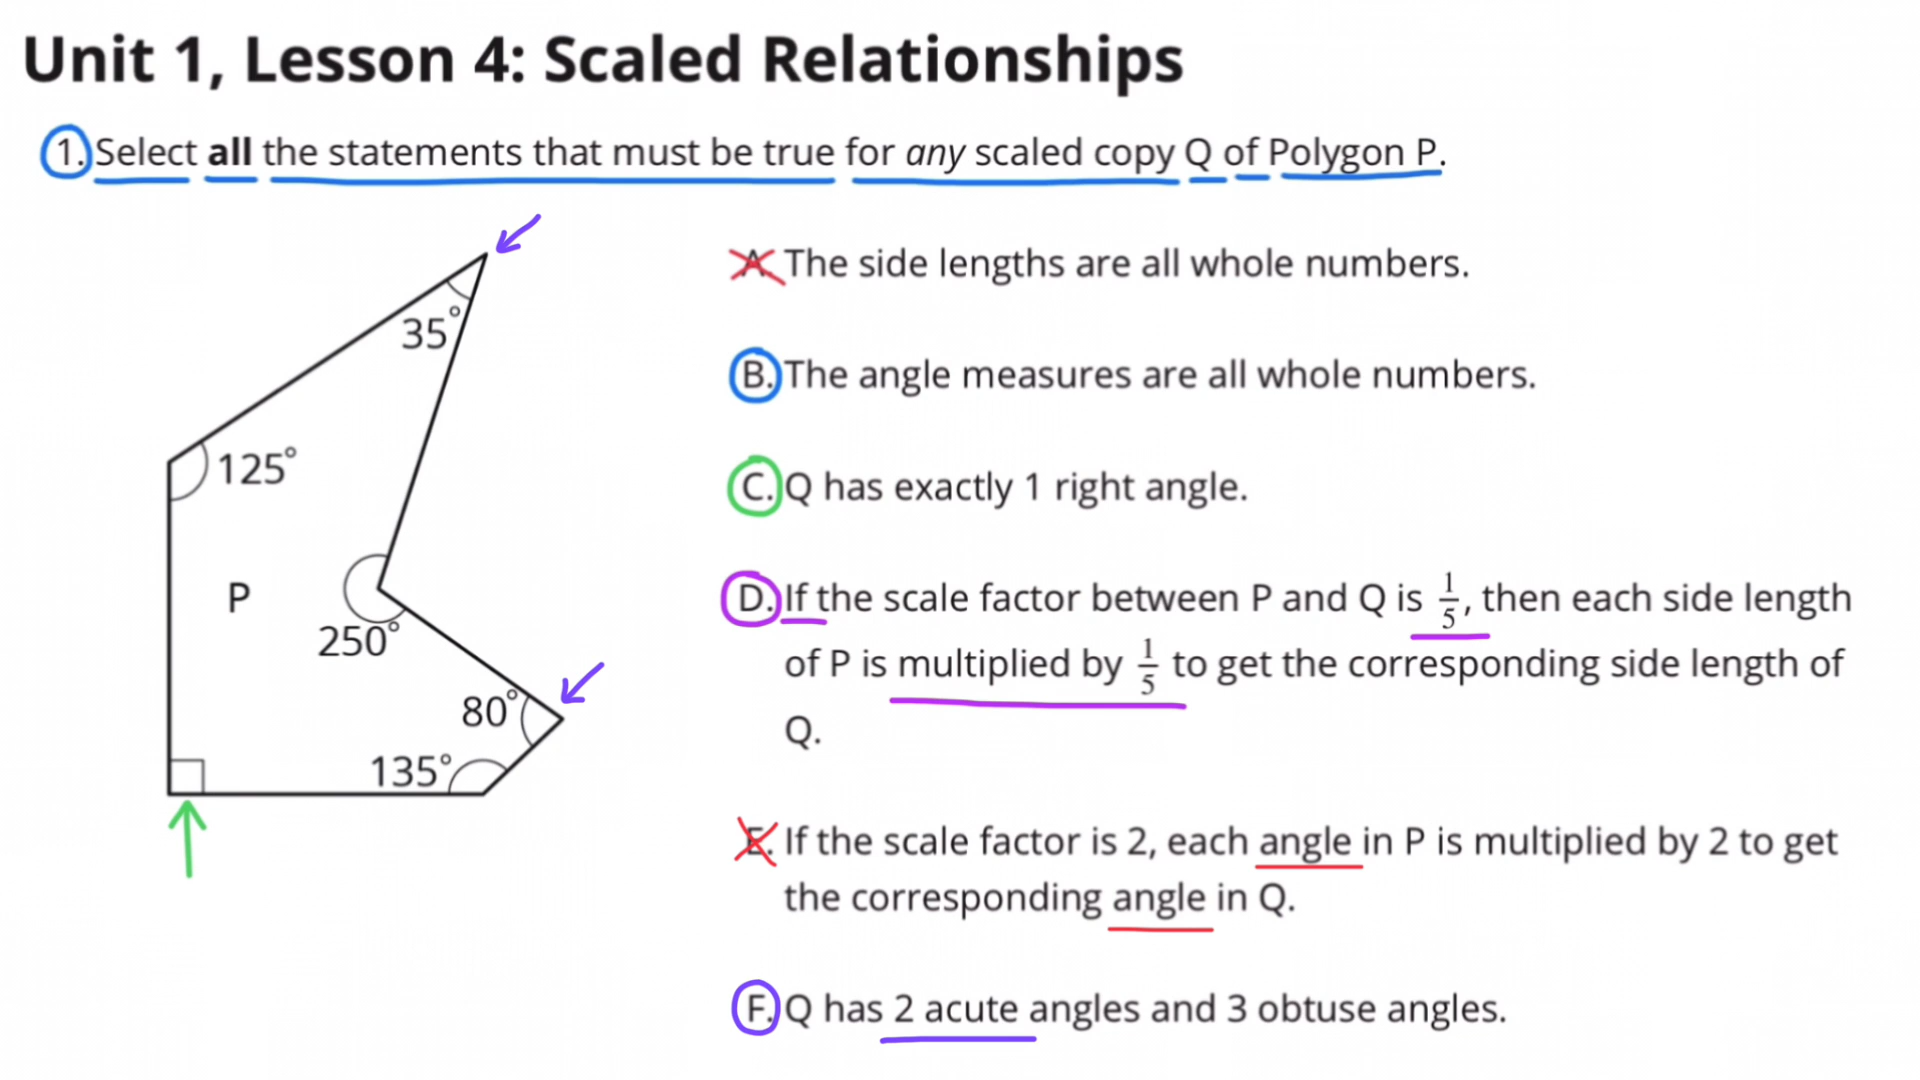 Unit 1, Lesson 4: Scaled Relationships
1. Select all the statements that must be true for any scaled copy Q of Polygon P.
A. The side lengths are all whole numbers.
35°
B. The angle measures are all whole numbers.
125°
C. Q has exactly 1 right angle.
P
250°
D. If the scale factor between P and Q is 1/5, then each side length
of P is multiplied by 1/5 to get the corresponding side length of
Q.
80°
135°
E. If the scale factor is 2, each angle in P is multiplied by 2 to get
the corresponding angle in Q.
F. Q has 2 acute angles and 3 obtuse angles.